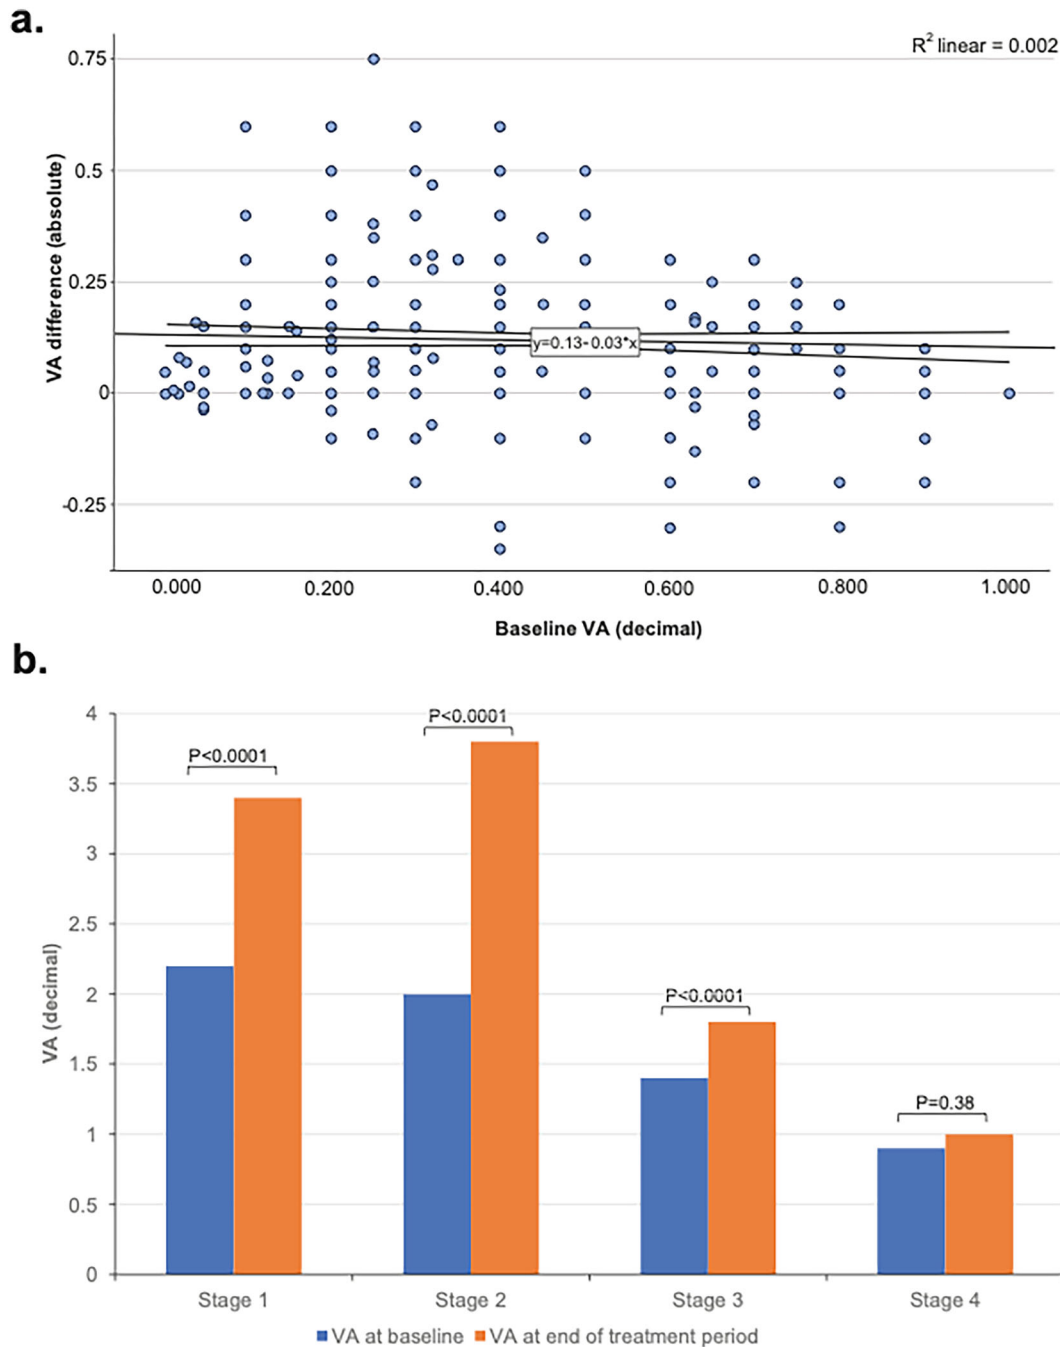 a.
R² linear = 0.002
0.75
0.5
0.25
0
-0.25
VA difference (absolute)
y=0.13-0.03*x
0.000 0.200 0.400 0.600 0.800 1.000
Baseline VA (decimal)
b.
4
3.5
3
2.5
2
1.5
1
0.5
0
VA (decimal)
P<0.0001
P<0.0001
P<0.0001
P=0.38
Stage 1 Stage 2 Stage 3 Stage 4
VA at baseline VA at end of treatment period